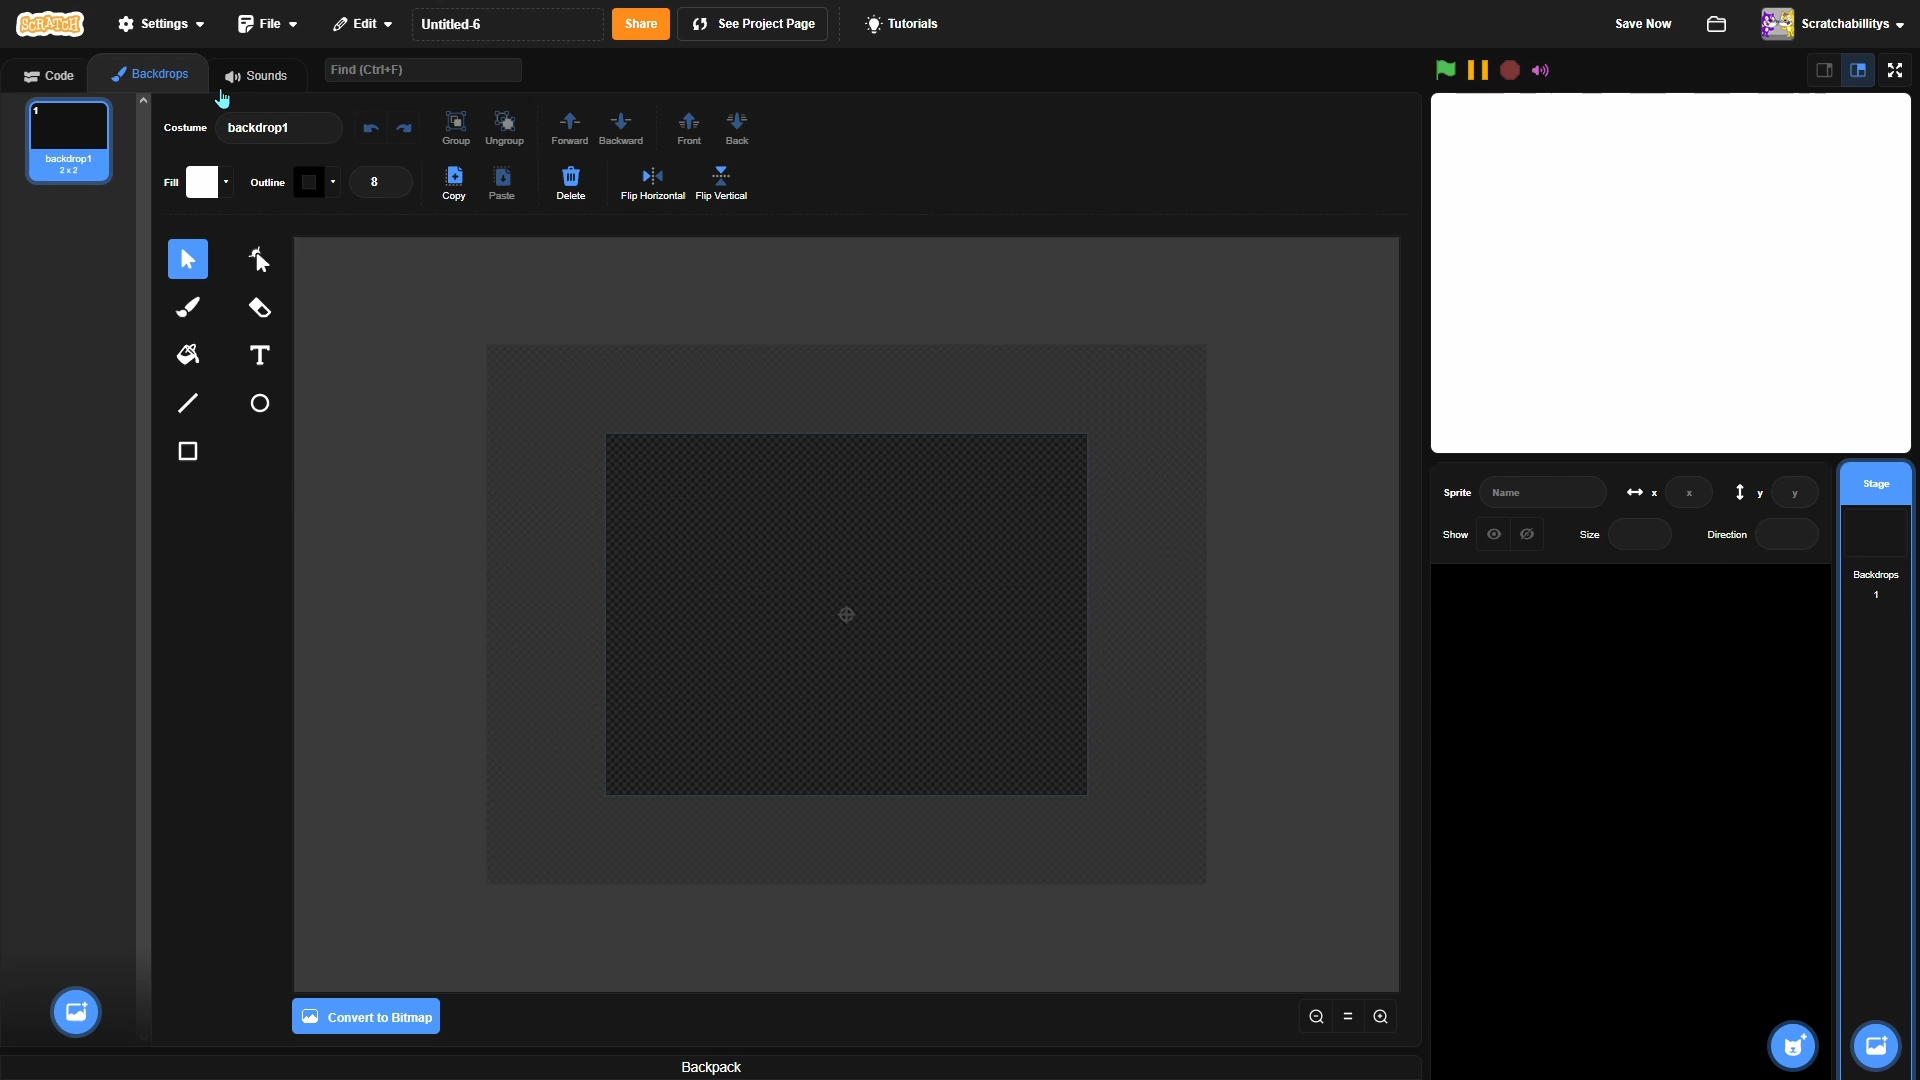 SCRATCH Settings File Edit Untitled-6 Share See Project Page Tutorials Save Now Scratchabillitys
Code Backdrops Sounds Find (Ctrl+F)
1
backdrop1
2 x 2
Costume backdrop1 Group Ungroup Forward Backward Front Back
Fill Outline 8 Copy Paste Delete Flip Horizontal Flip Vertical
Convert to Bitmap
Backpack
Sprite Name x x y y
Show Size Direction
Stage
Backdrops
1